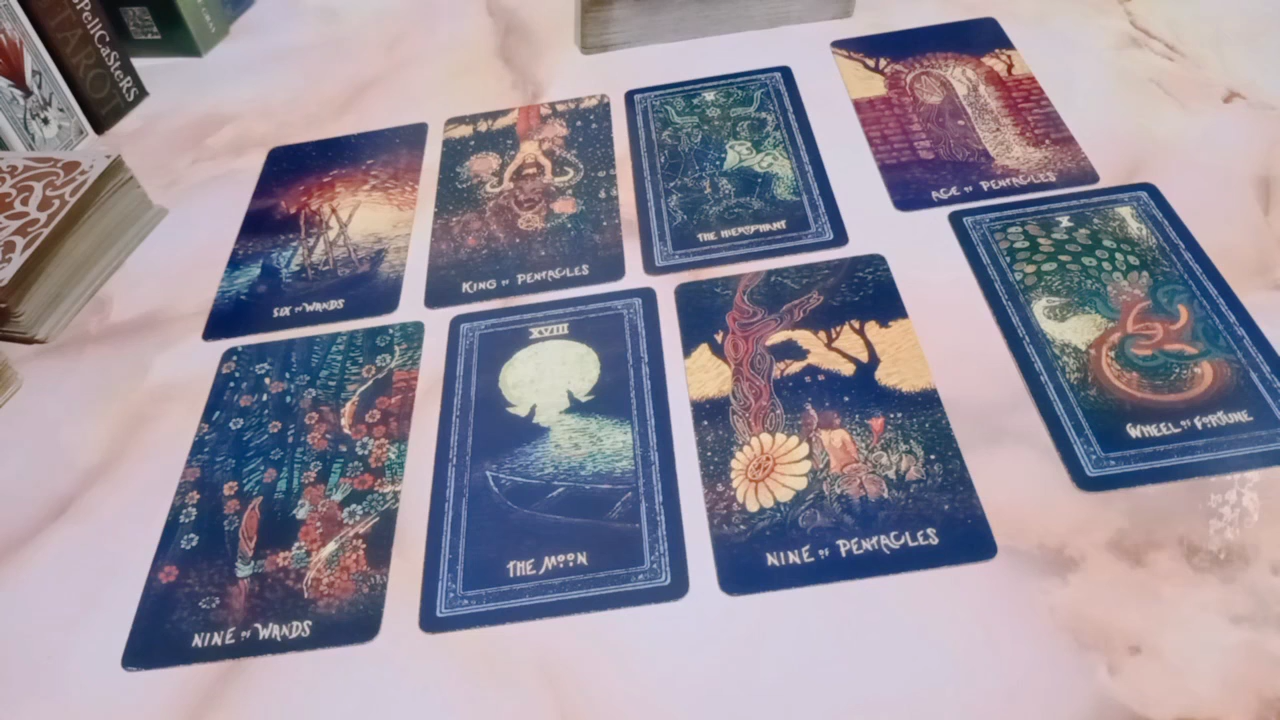 SPellCaSteRS
TAROT
SIX OF WANDS
KING OF PENTACLES
V
THE HIEROPHANT
ACE OF PENTACLES
NINE OF WANDS
XVIII
THE MOON
NINE OF PENTACLES
X
WHEEL OF FORTUNE